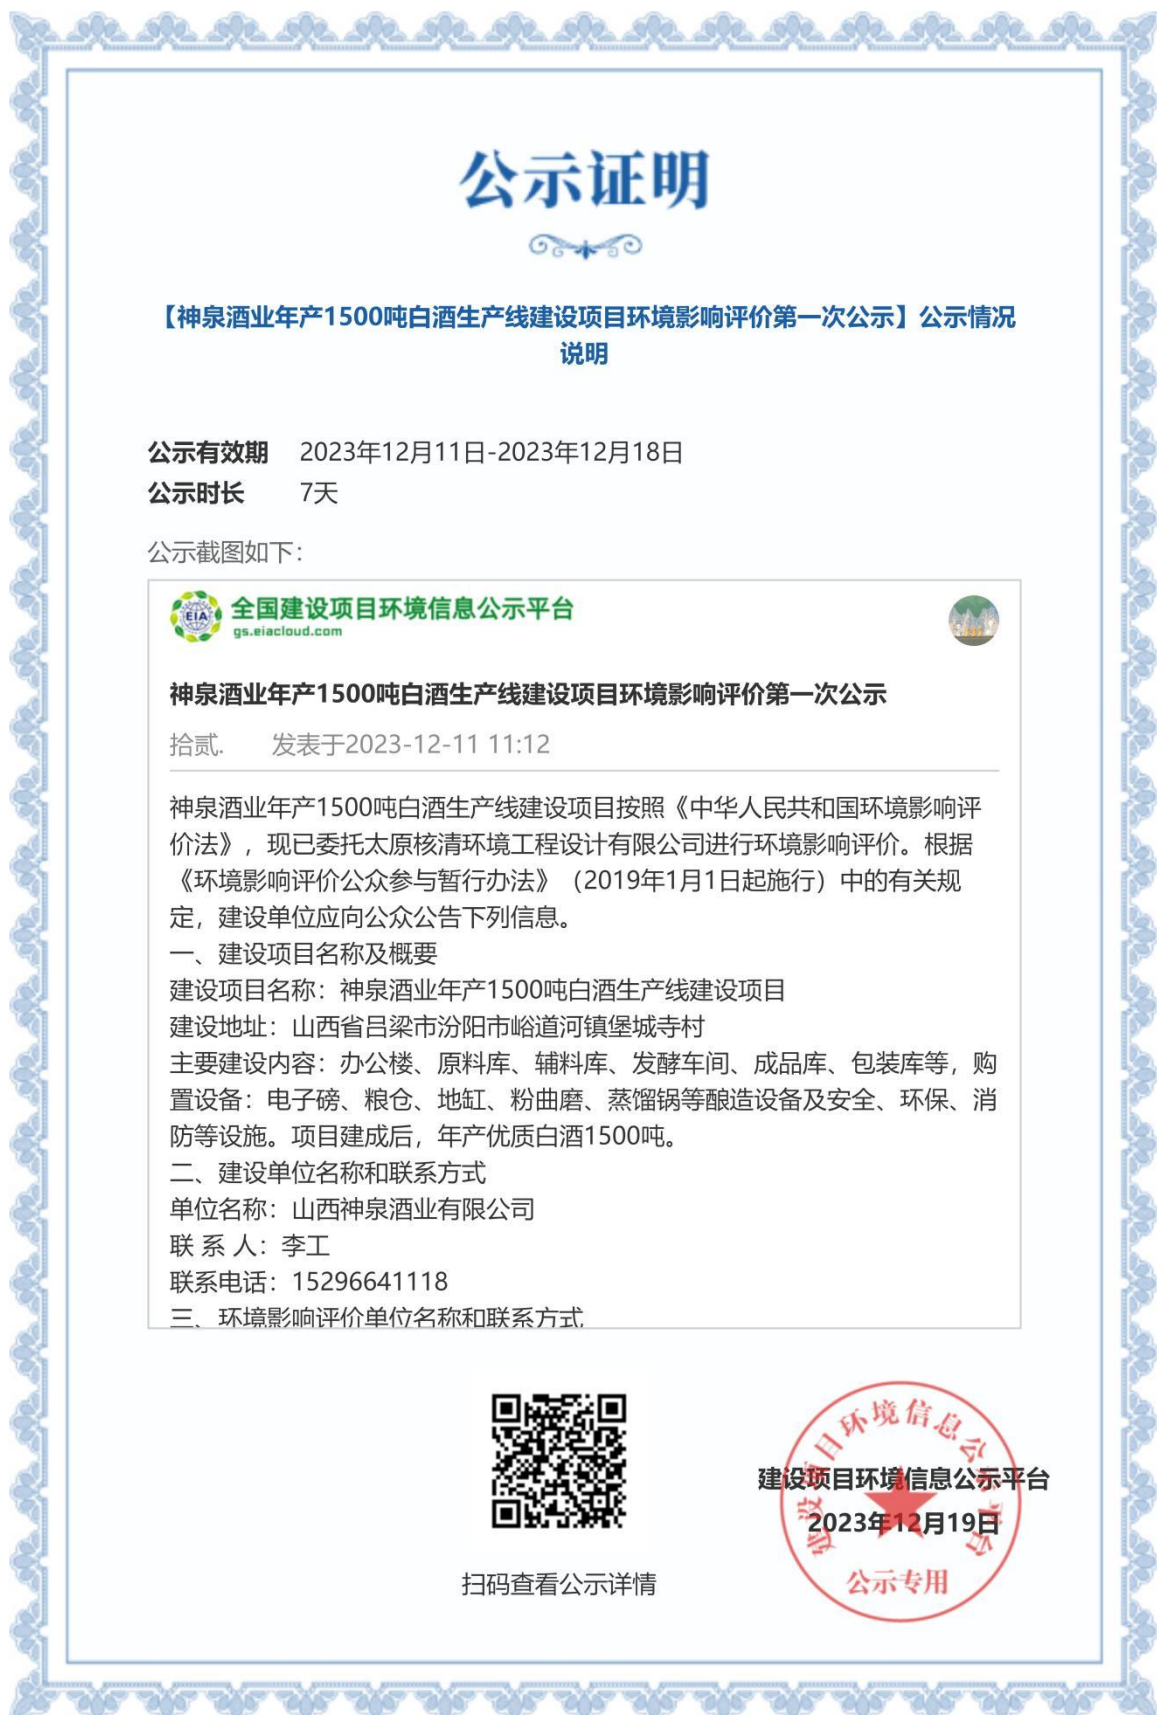 公示证明
【神泉酒业年产1500吨白酒生产线建设项目环境影响评价第一次公示】公示情况
说明
公示有效期 2023年12月11日-2023年12月18日
公示时长 7天
公示截图如下：
EIA 全国建设项目环境信息公示平台
gs.eiacloud.com
神泉酒业年产1500吨白酒生产线建设项目环境影响评价第一次公示
拾贰. 发表于2023-12-11 11:12
神泉酒业年产1500吨白酒生产线建设项目按照《中华人民共和国环境影响评
价法》，现已委托太原核清环境工程设计有限公司进行环境影响评价。根据
《环境影响评价公众参与暂行办法》（2019年1月1日起施行）中的有关规
定，建设单位应向公众公告下列信息。
一、建设项目名称及概要
建设项目名称：神泉酒业年产1500吨白酒生产线建设项目
建设地址：山西省吕梁市汾阳市峪道河镇堡城寺村
主要建设内容：办公楼、原料库、辅料库、发酵车间、成品库、包装库等，购
置设备：电子磅、粮仓、地缸、粉曲磨、蒸馏锅等酿造设备及安全、环保、消
防等设施。项目建成后，年产优质白酒1500吨。
二、建设单位名称和联系方式
单位名称：山西神泉酒业有限公司
联 系 人：李工
联系电话：15296641118
三、环境影响评价单位名称和联系方式
建设项目环境信息公示平台
建设项目环境信息公示平台
2023年12月19日
公示专用
扫码查看公示详情